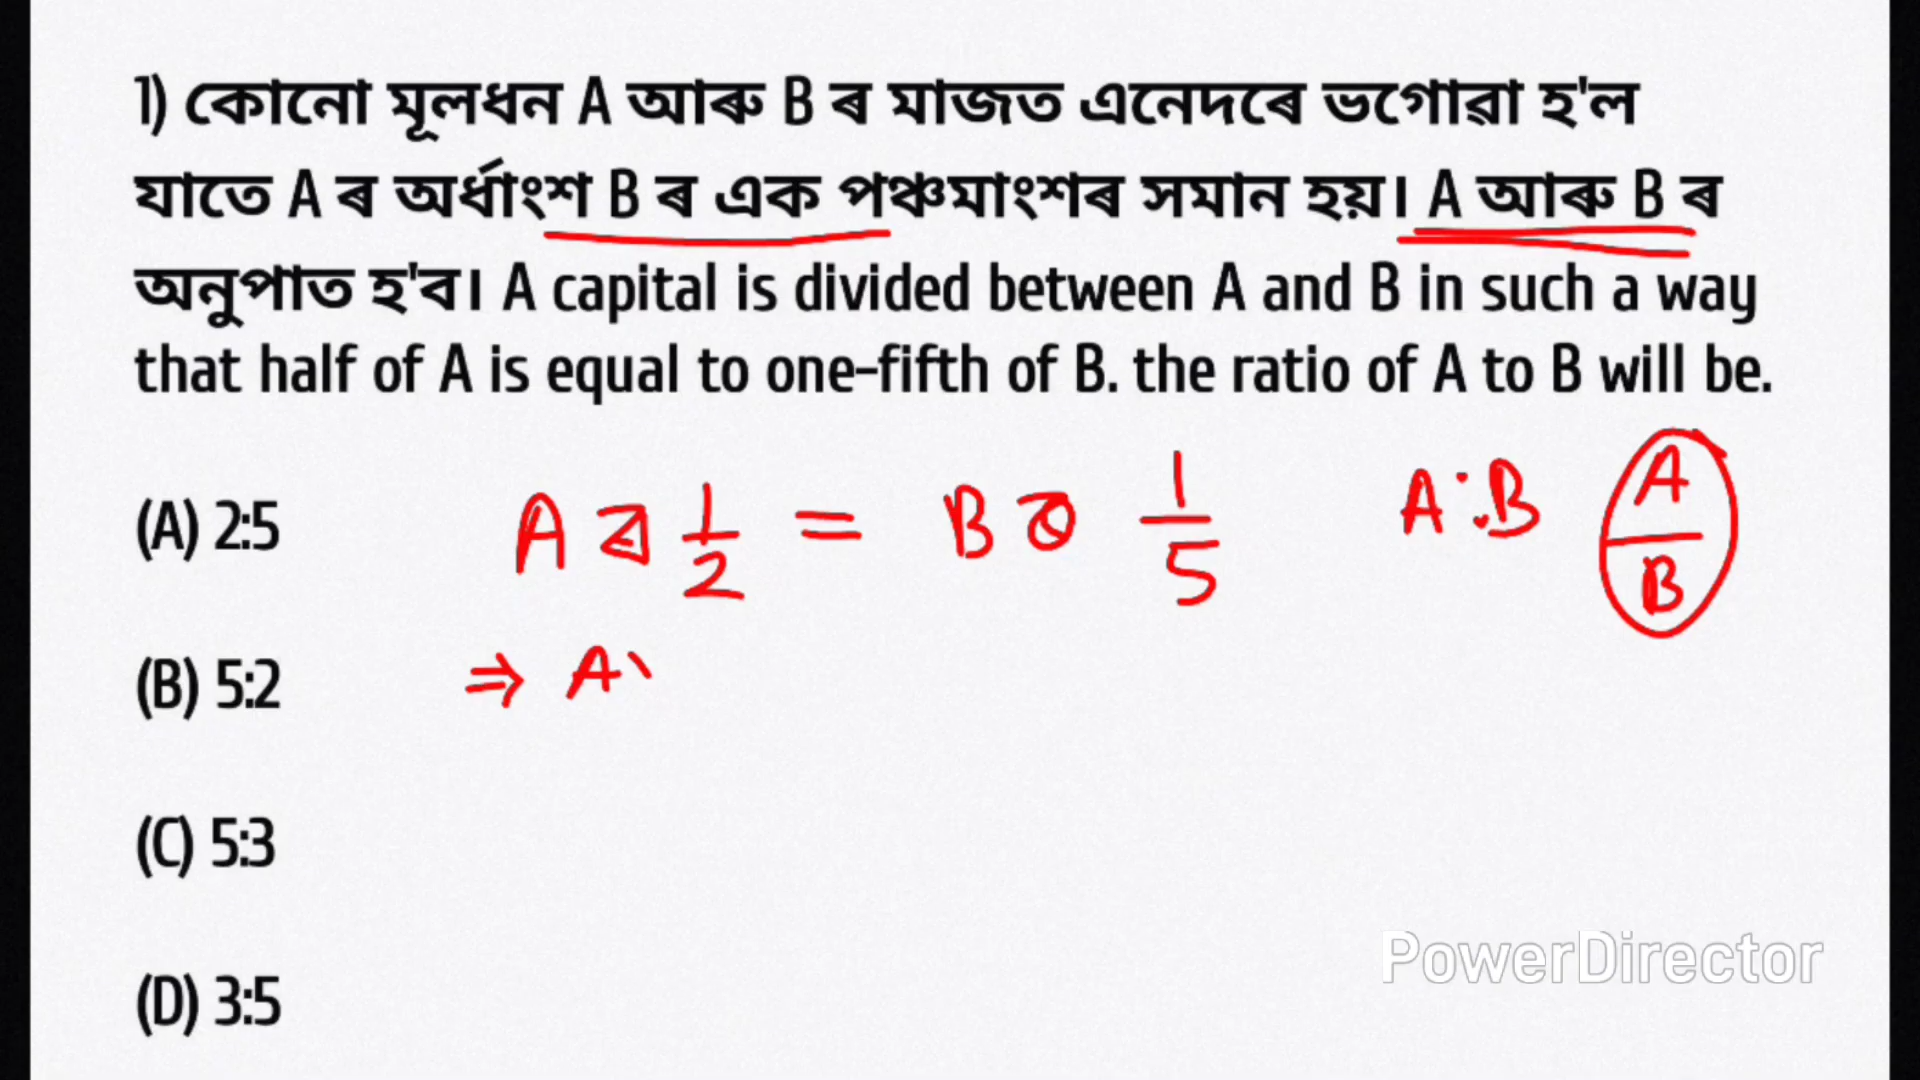 1) কোনো মূলধন A আৰু B ৰ মাজত এনেদৰে ভগোৱা হ'ল
যাতে A ৰ অৰ্ধাংশ B ৰ এক পঞ্চমাংশৰ সমান হয়। A আৰু B ৰ
অনুপাত হ'ব। A capital is divided between A and B in such a way
that half of A is equal to one-fifth of B. the ratio of A to B will be.
(A) 2:5
A ৰ 1/2 = B ৰ 1/5
A:B
A/B
(B) 5:2
⇒ A
(C) 5:3
(D) 3:5
PowerDirector